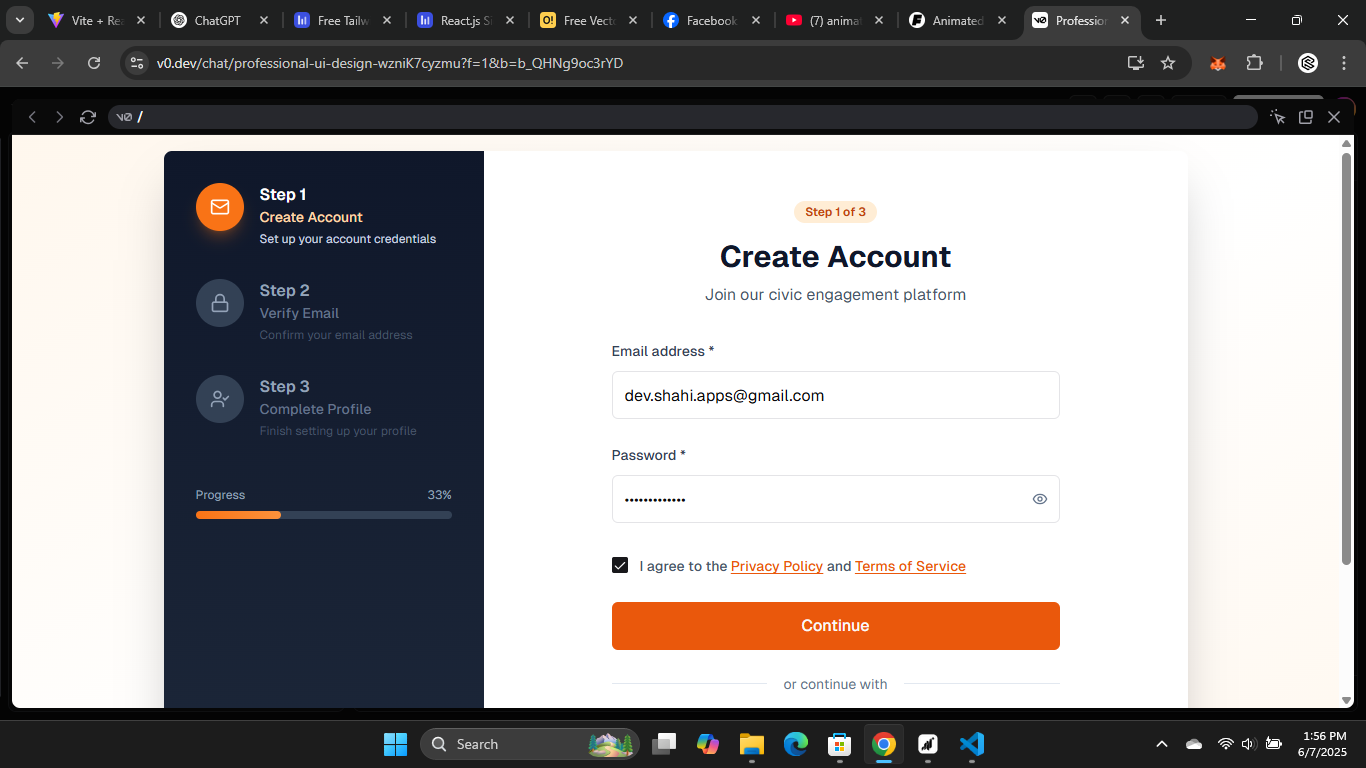 Vite + Rea
ChatGPT
Free Tailw
React.js Si
Free Vecto
Facebook
(7) animat
Animated
Profession
v0.dev/chat/professional-ui-design-wzniK7cyzmu?f=1&b=b_QHNg9oc3rYD
v0 /
Step 1
Create Account
Set up your account credentials
Step 2
Verify Email
Confirm your email address
Step 3
Complete Profile
Finish setting up your profile
Progress 33%
Step 1 of 3
Create Account
Join our civic engagement platform
Email address *
dev.shahi.apps@gmail.com
Password *
•••••••••••••
I agree to the Privacy Policy and Terms of Service
Continue
or continue with
Search
1:56 PM
6/7/2025